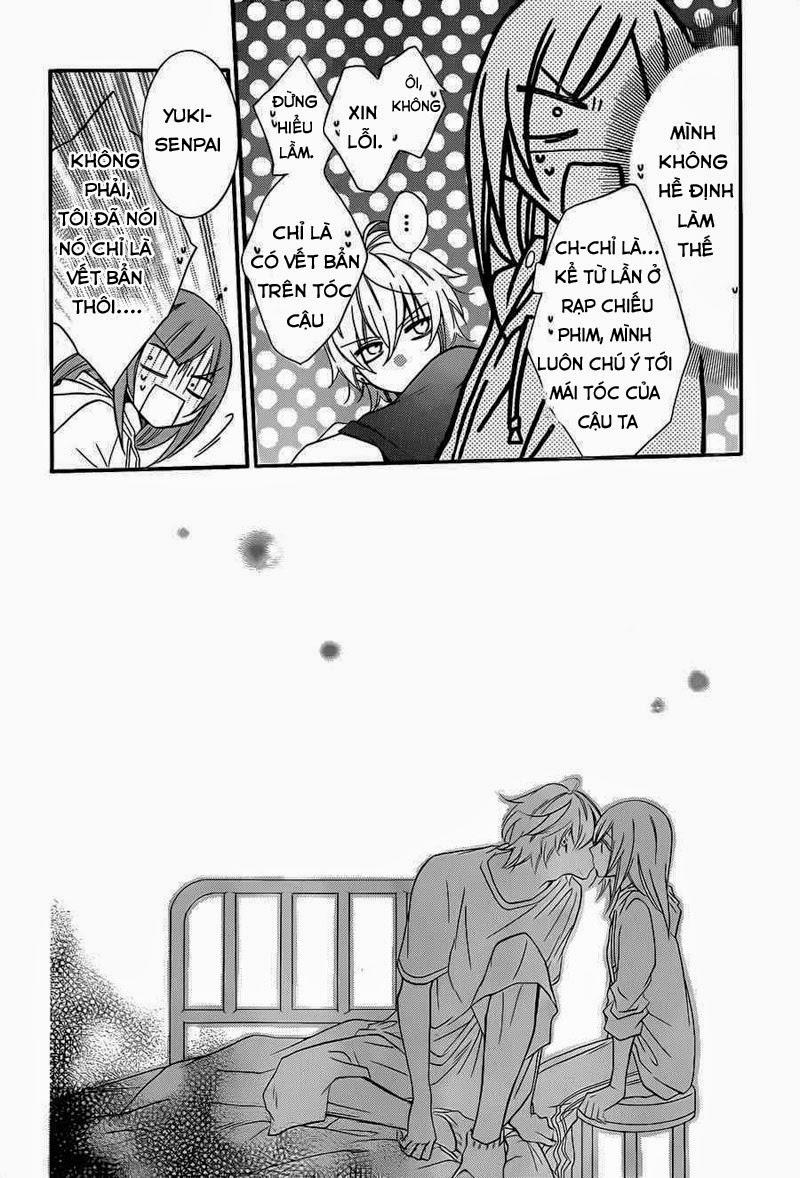 MÌNH
KHÔNG
HỀ ĐỊNH
LÀM
THẾ
CH-CHỈ LÀ...
KỂ TỪ LẦN Ở
RẠP CHIẾU
PHIM, MÌNH
LUÔN CHÚ Ý TỚI
MÁI TÓC CỦA
CẬU TA
ÔI,
KHÔNG
XIN
LỖI.
ĐỪNG
HIỂU
LẦM.
CHỈ LÀ
CÓ VẾT BẨN
TRÊN TÓC
CẬU
...
YUKI-
SENPAI
KHÔNG
PHẢI,
TÔI ĐÃ NÓI
NÓ CHỈ LÀ
VẾT BẢN
THÔI....